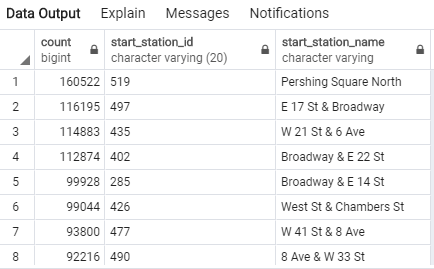 Data Output Explain Messages Notifications
count start_station_id start_station_name
bigint character varying (20) character varying
1 160522 519 Pershing Square North
2 116195 497 E 17 St & Broadway
3 114883 435 W 21 St & 6 Ave
4 112874 402 Broadway & E 22 St
5 99928 285 Broadway & E 14 St
6 99044 426 West St & Chambers St
7 93800 477 W 41 St & 8 Ave
8 92216 490 8 Ave & W 33 St